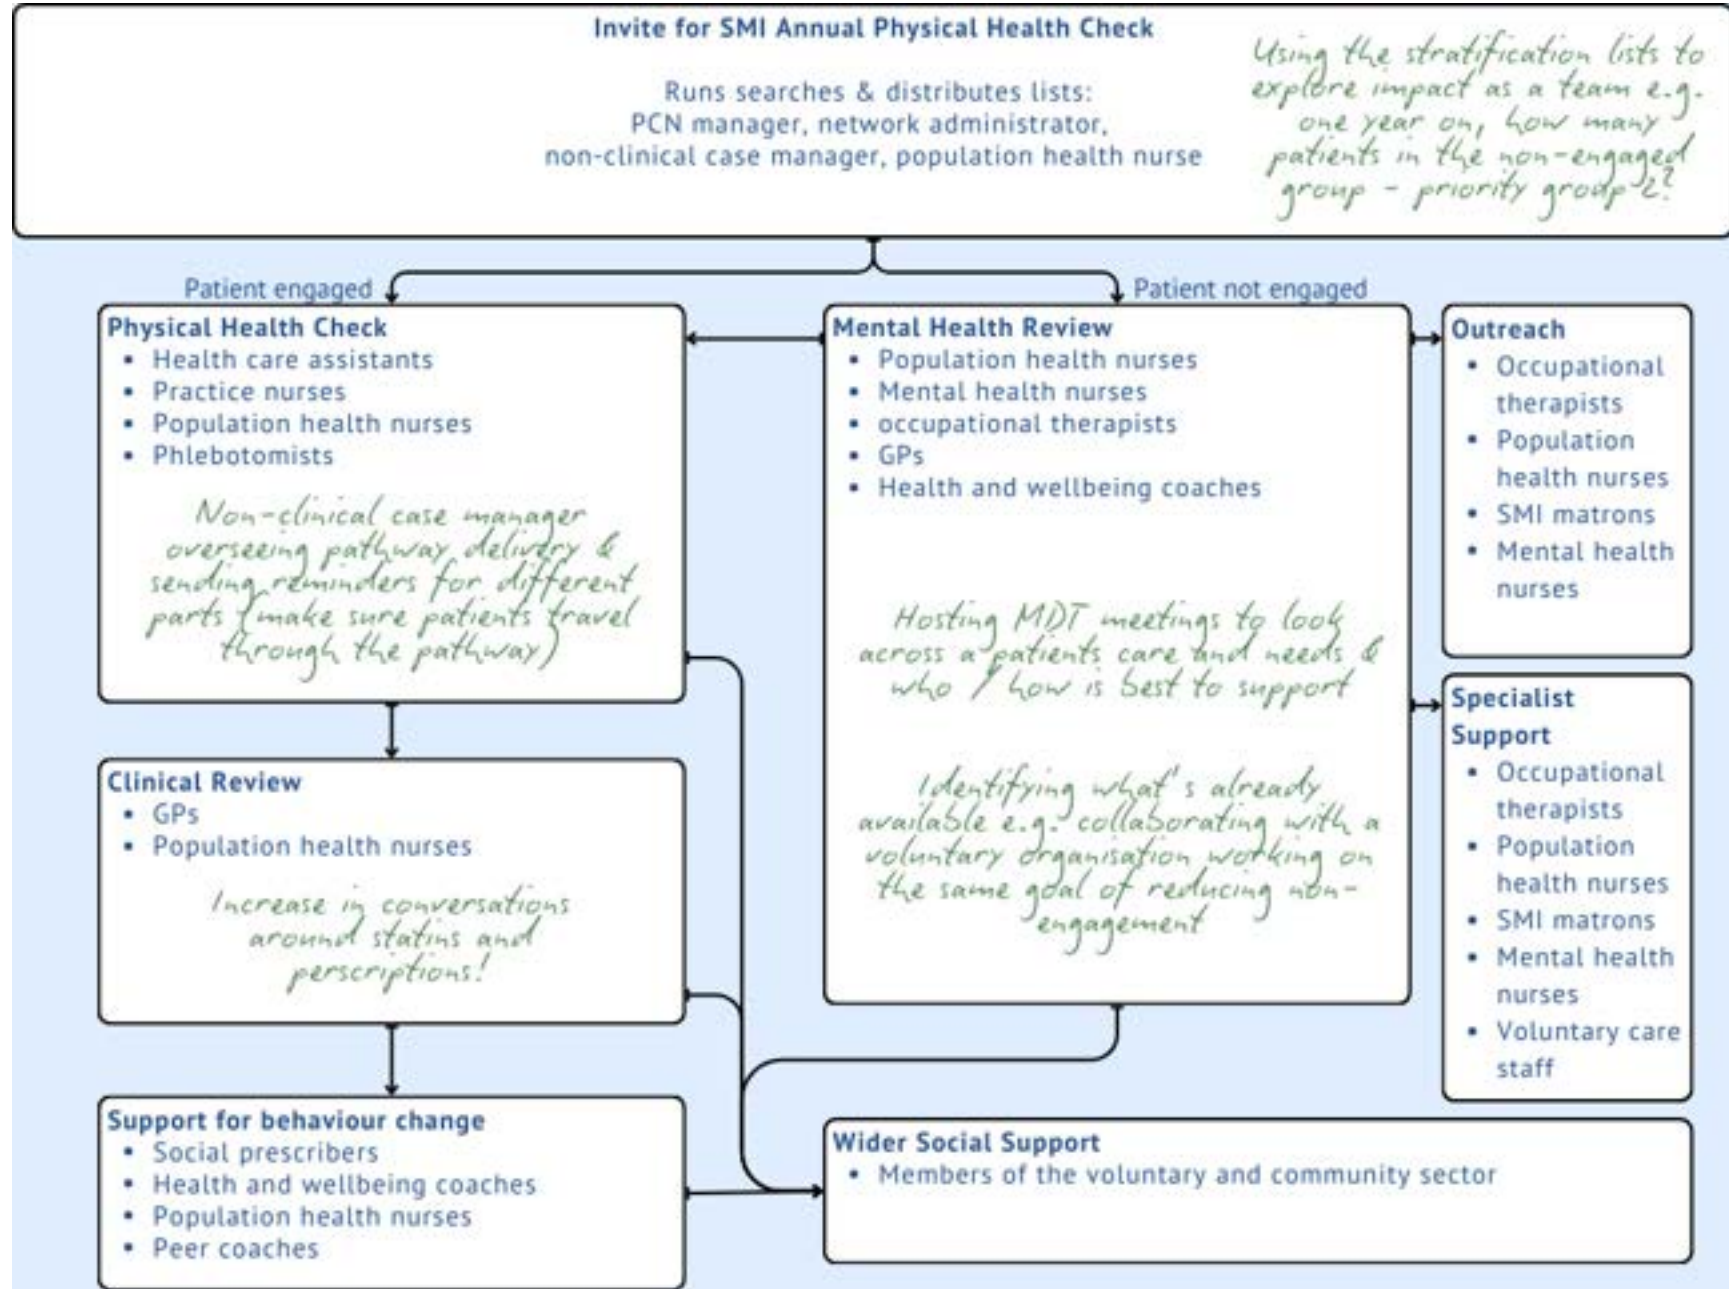 Invite for SMI Annual Physical Health Check
Runs searches & distributes lists:
PCN manager, network administrator,
non-clinical case manager, population health nurse
Using the stratification lists to
explore impact as a team e.g.
one year on, how many
patients in the non-engaged
group - priority group 2?
Patient engaged
Patient not engaged
Physical Health Check
• Health care assistants
• Practice nurses
• Population health nurses
• Phlebotomists
Non-clinical case manager
overseeing pathway delivery &
sending reminders for different
parts (make sure patients travel
through the pathway)
Mental Health Review
• Population health nurses
• Mental health nurses
• occupational therapists
• GPs
• Health and wellbeing coaches
Hosting MDT meetings to look
across a patients care and needs &
who / how is best to support
Identifying what's already
available e.g. collaborating with a
voluntary organisation working on
the same goal of reducing non-
engagement
Outreach
• Occupational
therapists
• Population
health nurses
• SMI matrons
• Mental health
nurses
Specialist
Support
• Occupational
therapists
• Population
health nurses
• SMI matrons
• Mental health
nurses
• Voluntary care
staff
Clinical Review
• GPs
• Population health nurses
Increase in conversations
around statins and
perscriptions!
Support for behaviour change
• Social prescribers
• Health and wellbeing coaches
• Population health nurses
• Peer coaches
Wider Social Support
• Members of the voluntary and community sector